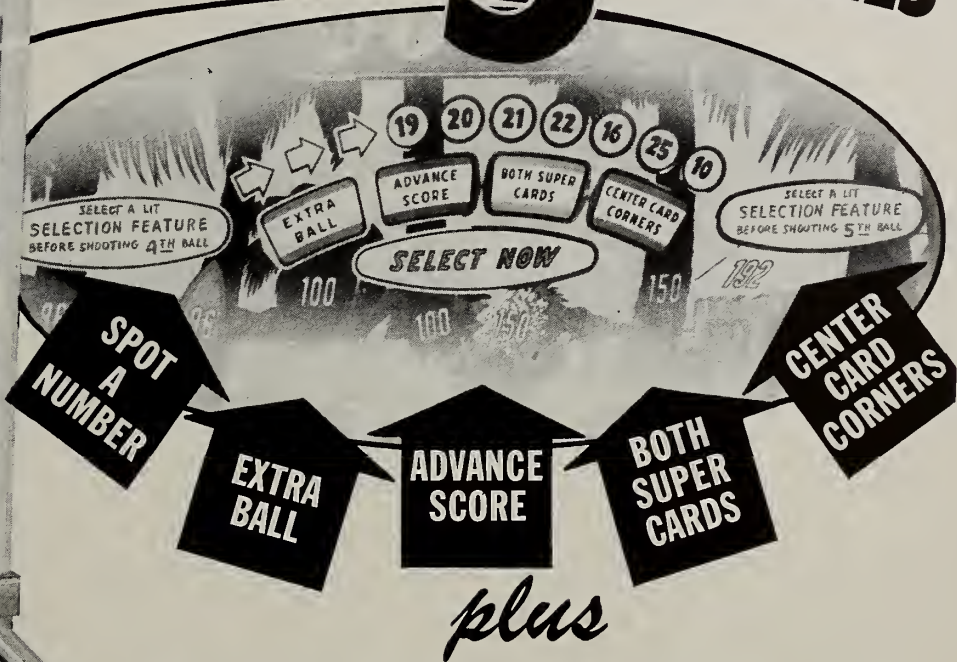 19 20 21 22 16 25 10
EXTRA
BALL
ADVANCE
SCORE
BOTH SUPER
CARDS
CENTER CARD
CORNERS
SELECT A LIT
SELECTION FEATURE
BEFORE SHOOTING 4TH BALL
SELECT NOW
SELECT A LIT
SELECTION FEATURE
BEFORE SHOOTING 5TH BALL
100
100
150
150
192
96
SPOT
A
NUMBER
EXTRA
BALL
ADVANCE
SCORE
BOTH
SUPER
CARDS
CENTER
CARD
CORNERS
plus